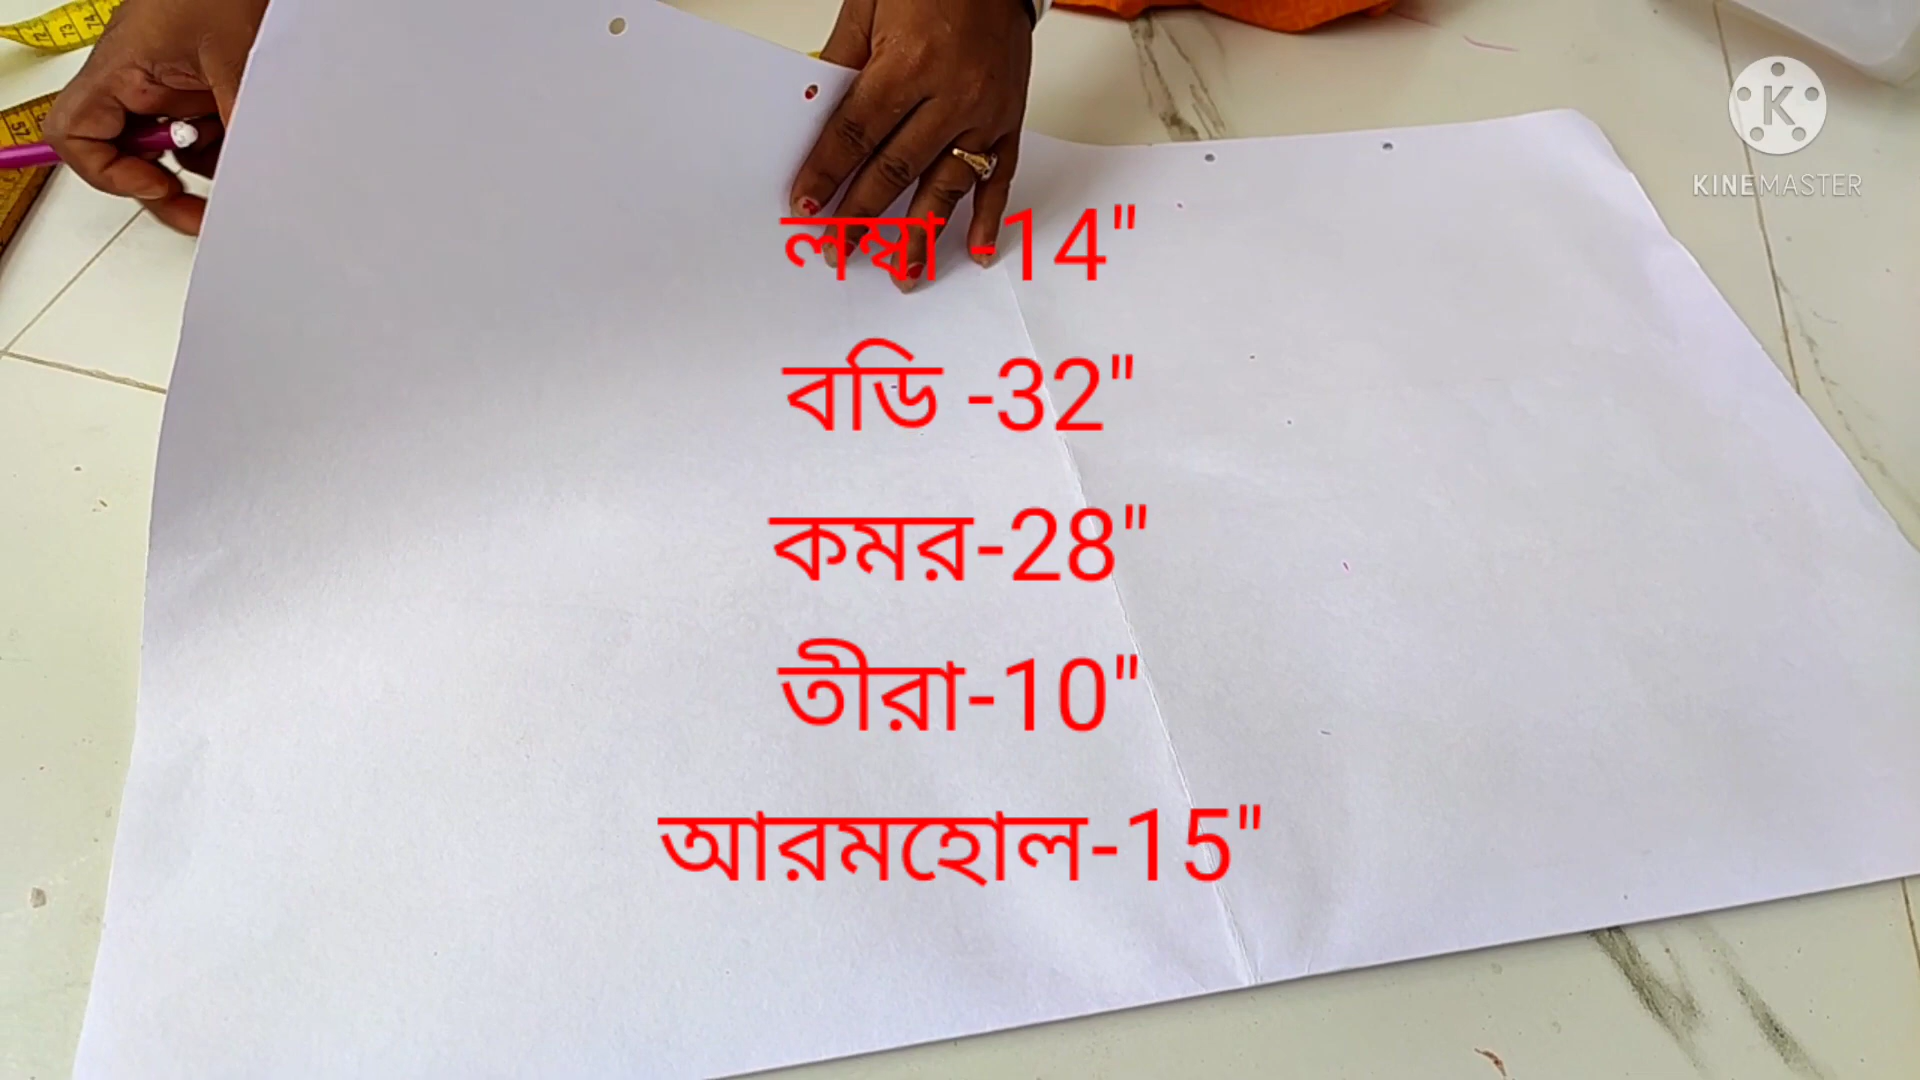 KINEMASTER
লম্বা -14"
বডি -32"
কমর-28"
তীরা-10"
আরমহোল-15"